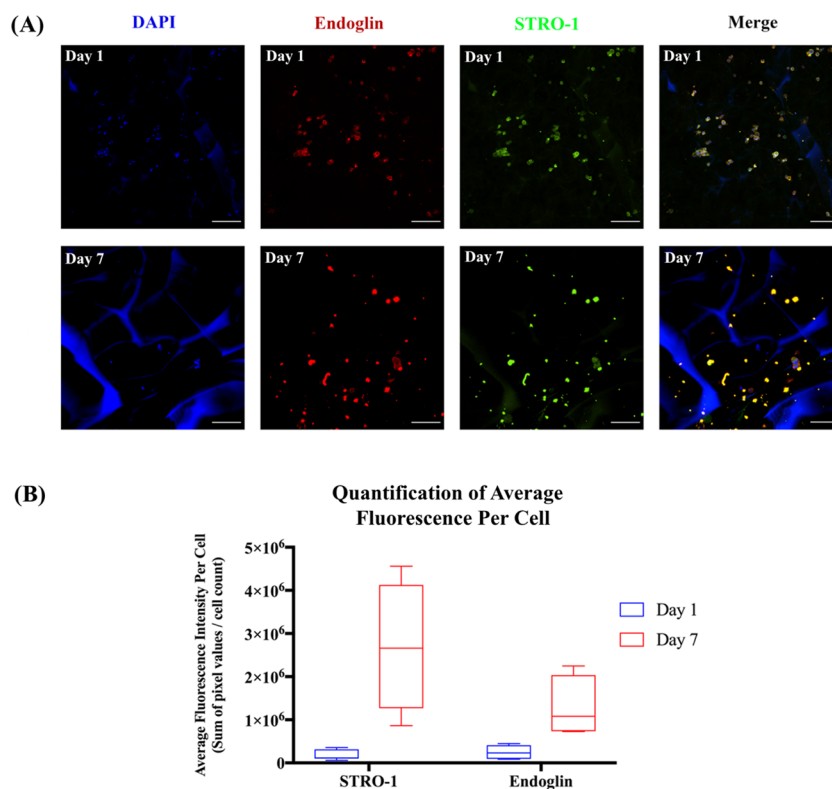 (A)
DAPI Endoglin STRO-1 Merge
Day 1 Day 1 Day 1 Day 1
Day 7 Day 7 Day 7 Day 7
(B)
Quantification of Average
Fluorescence Per Cell
Average Fluorescence Intensity Per Cell
(Sum of pixel values / cell count)
5×10⁶
4×10⁶
3×10⁶
2×10⁶
1×10⁶
0
Day 1
Day 7
STRO-1 Endoglin